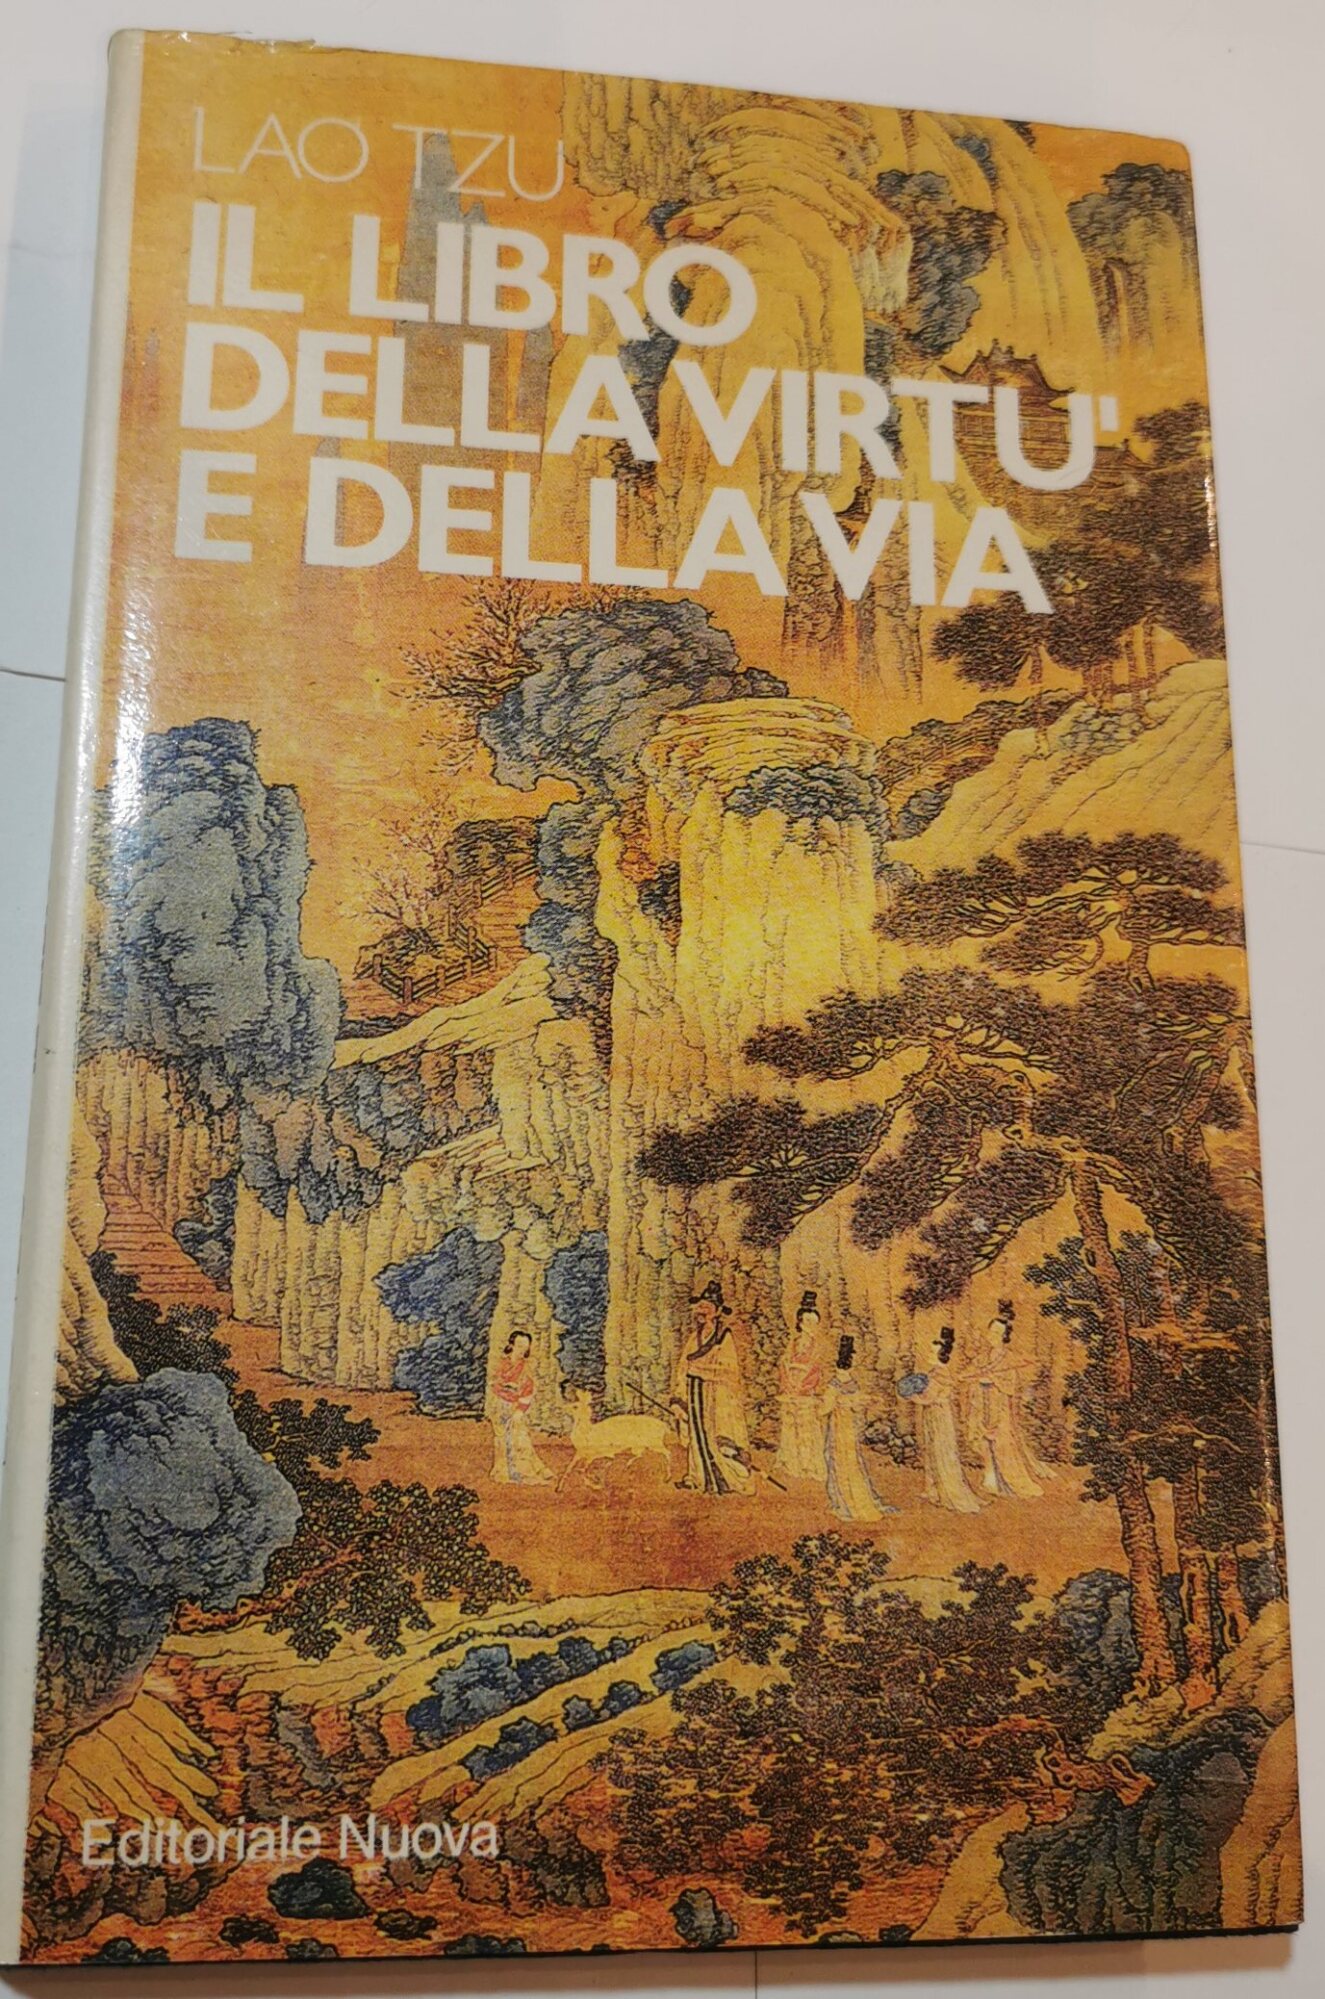 LAO TZU
IL LIBRO
DELLA VIRTU'
E DELLA VIA
Editoriale Nuova